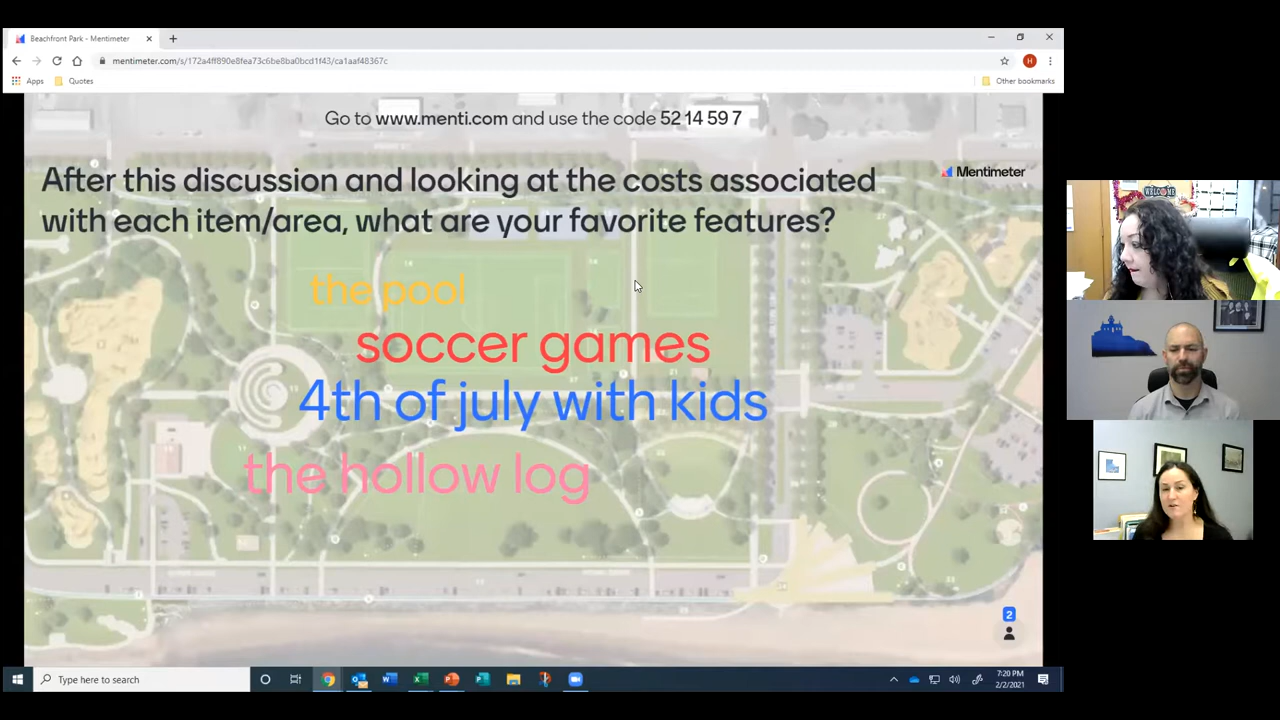 Beachfront Park - Mentimeter
mentimeter.com/s/172a4ff890e8fea73c6be8ba0bcd1f43/ca1aaf48367c
H
Apps
Quotes
Other bookmarks
Go to www.menti.com and use the code 52 14 59 7
Mentimeter
After this discussion and looking at the costs associated
with each item/area, what are your favorite features?
the pool
soccer games
4th of july with kids
the hollow log
WELCOME
2
Type here to search
7:20 PM
2/2/2021